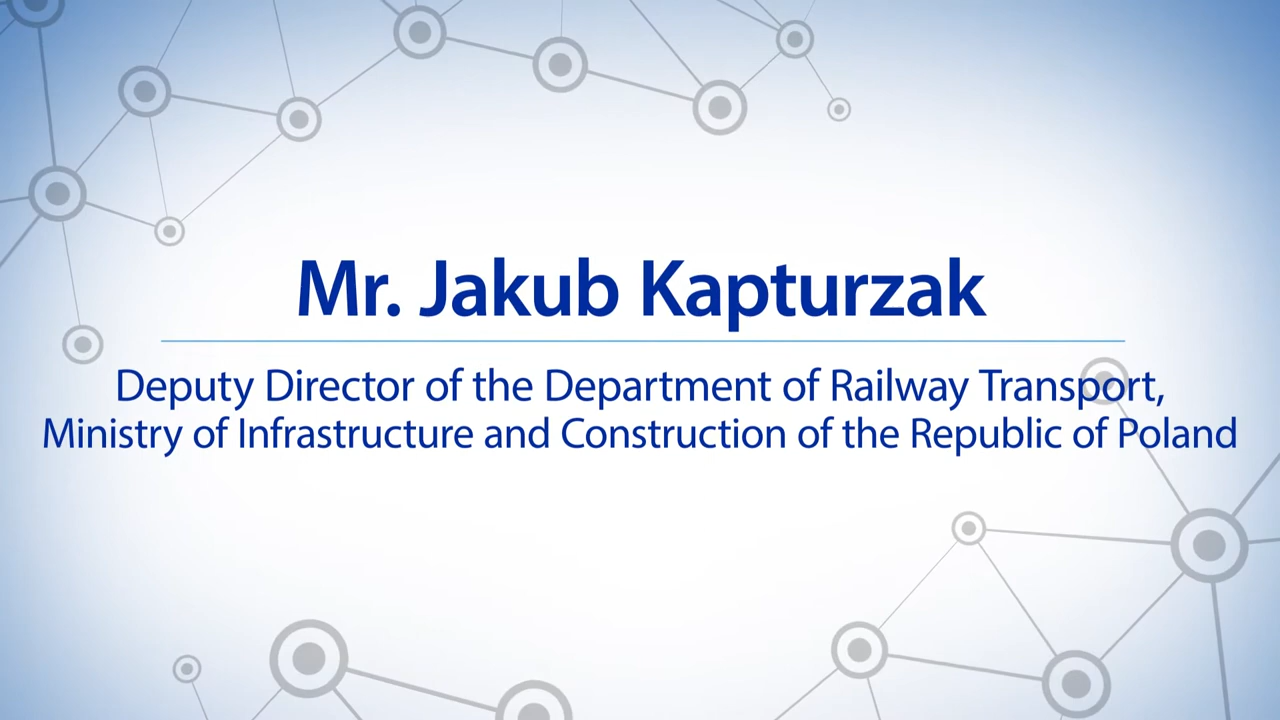 Mr. Jakub Kapturzak
Deputy Director of the Department of Railway Transport,
Ministry of Infrastructure and Construction of the Republic of Poland